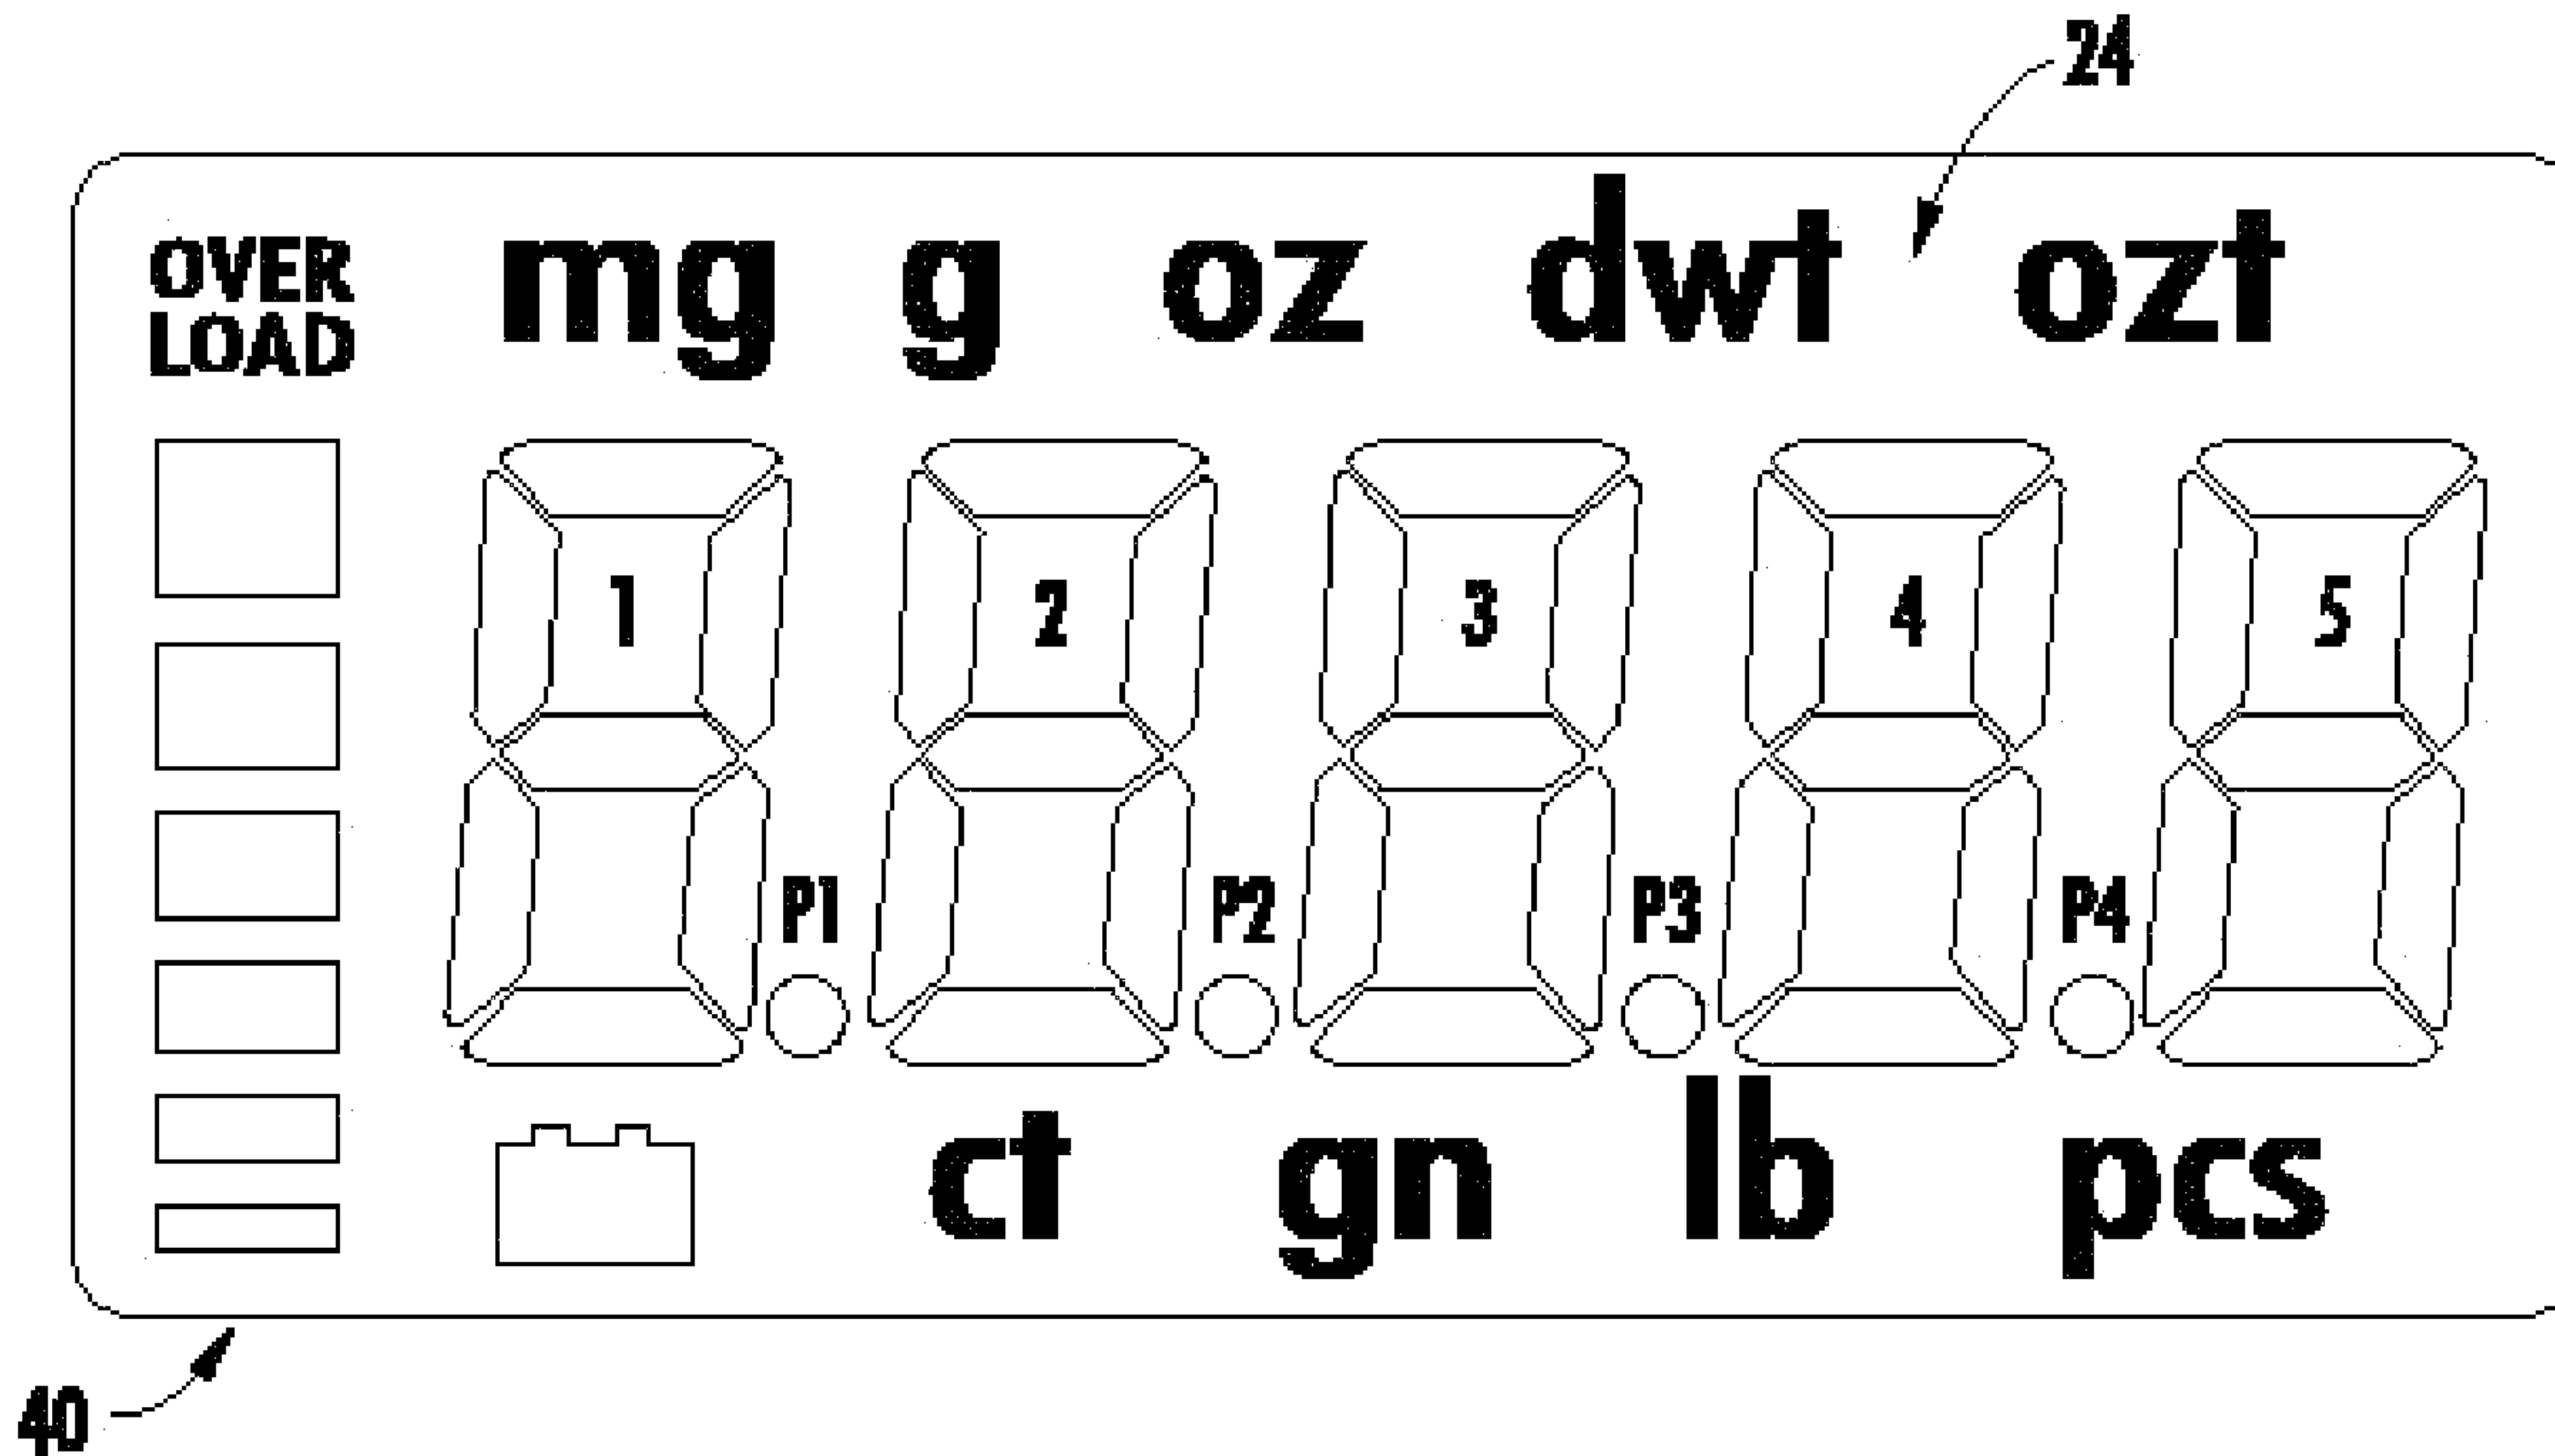 24
OVER
LOAD
mg g oz dwt ozt
1 2 3 4 5
P1 P2 P3 P4
ct gn lb pcs
40